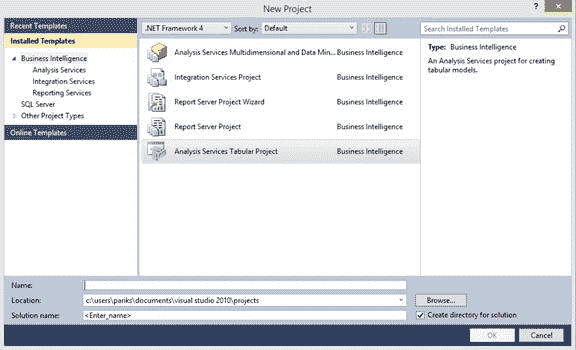 New Project
Recent Templates
Installed Templates
Business Intelligence
Analysis Services
Integration Services
Reporting Services
SQL Server
Other Project Types
Online Templates
.NET Framework 4 Sort by: Default
Analysis Services Multidimensional and Data Min... Business Intelligence
Integration Services Project Business Intelligence
Report Server Project Wizard Business Intelligence
Report Server Project Business Intelligence
Analysis Services Tabular Project Business Intelligence
Search Installed Templates
Type: Business Intelligence
An Analysis Services project for creating
tabular models.
Name:
Location: c:\users\pariks\documents\visual studio 2010\projects Browse...
Solution name: <Enter_name> Create directory for solution
OK Cancel